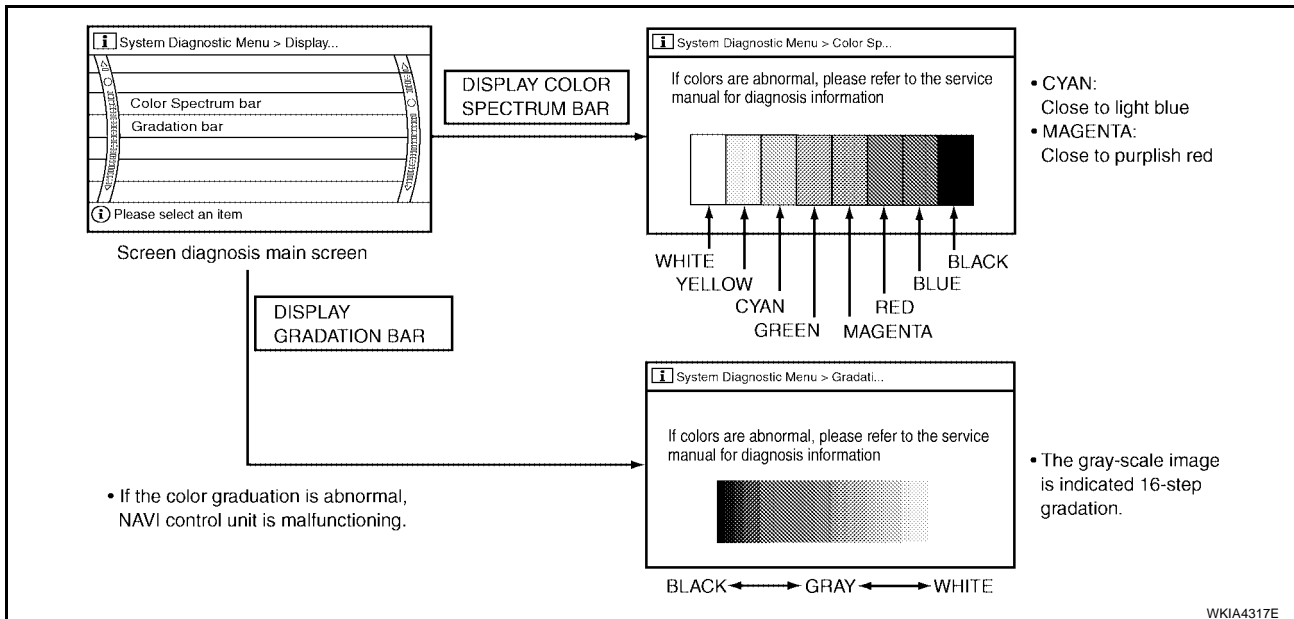 i System Diagnostic Menu > Display...
Color Spectrum bar
Gradation bar
i Please select an item
Screen diagnosis main screen
DISPLAY COLOR
SPECTRUM BAR
i System Diagnostic Menu > Color Sp...
If colors are abnormal, please refer to the service
manual for diagnosis information
WHITE
YELLOW
CYAN
GREEN
MAGENTA
RED
BLUE
BLACK
• CYAN:
Close to light blue
• MAGENTA:
Close to purplish red
DISPLAY
GRADATION BAR
• If the color graduation is abnormal,
NAVI control unit is malfunctioning.
i System Diagnostic Menu > Gradati...
If colors are abnormal, please refer to the service
manual for diagnosis information
BLACK GRAY WHITE
• The gray-scale image
is indicated 16-step
gradation.
WKIA4317E